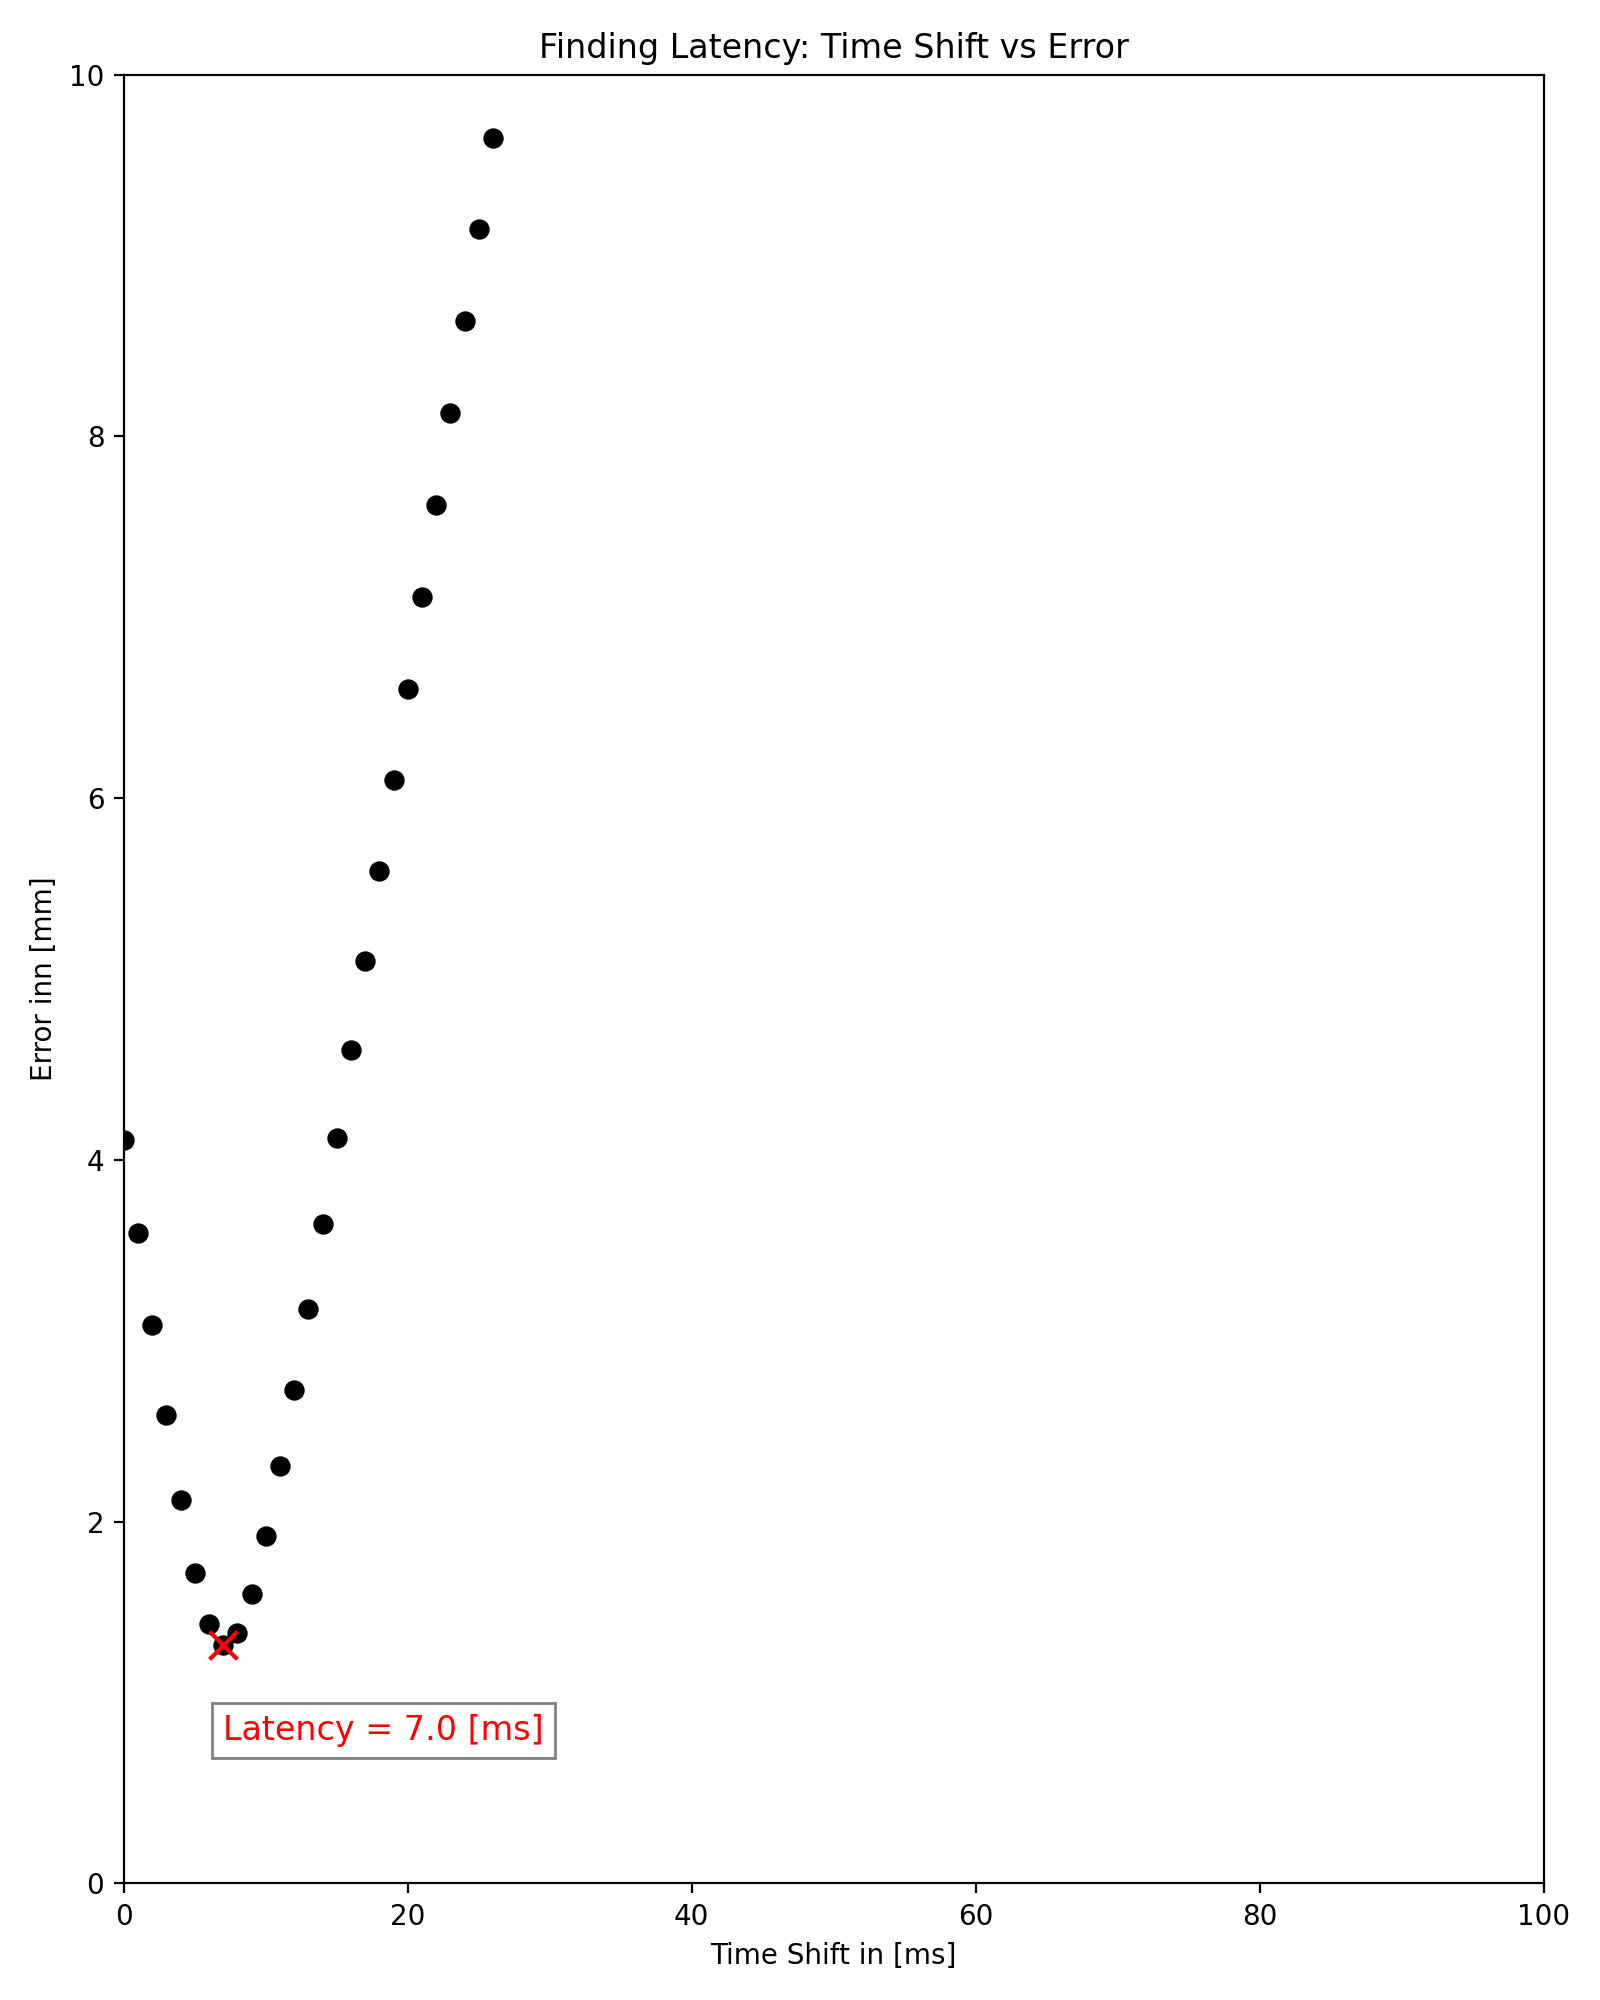 Finding Latency: Time Shift vs Error
10
8
6
4
2
0
Error inn [mm]
Latency = 7.0 [ms]
0 20 40 60 80 100
Time Shift in [ms]